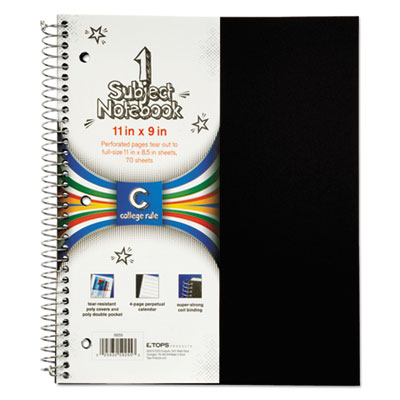 1
Subject
Notebook
11 in x 9 in
Perforated pages tear out to
full-size 11 in x 8.5 in sheets,
70 sheets
C
college rule
tear-resistant
poly covers and
poly double pocket
4-page perpetual
calendar
super-strong
coil binding
TOPS PRODUCTS